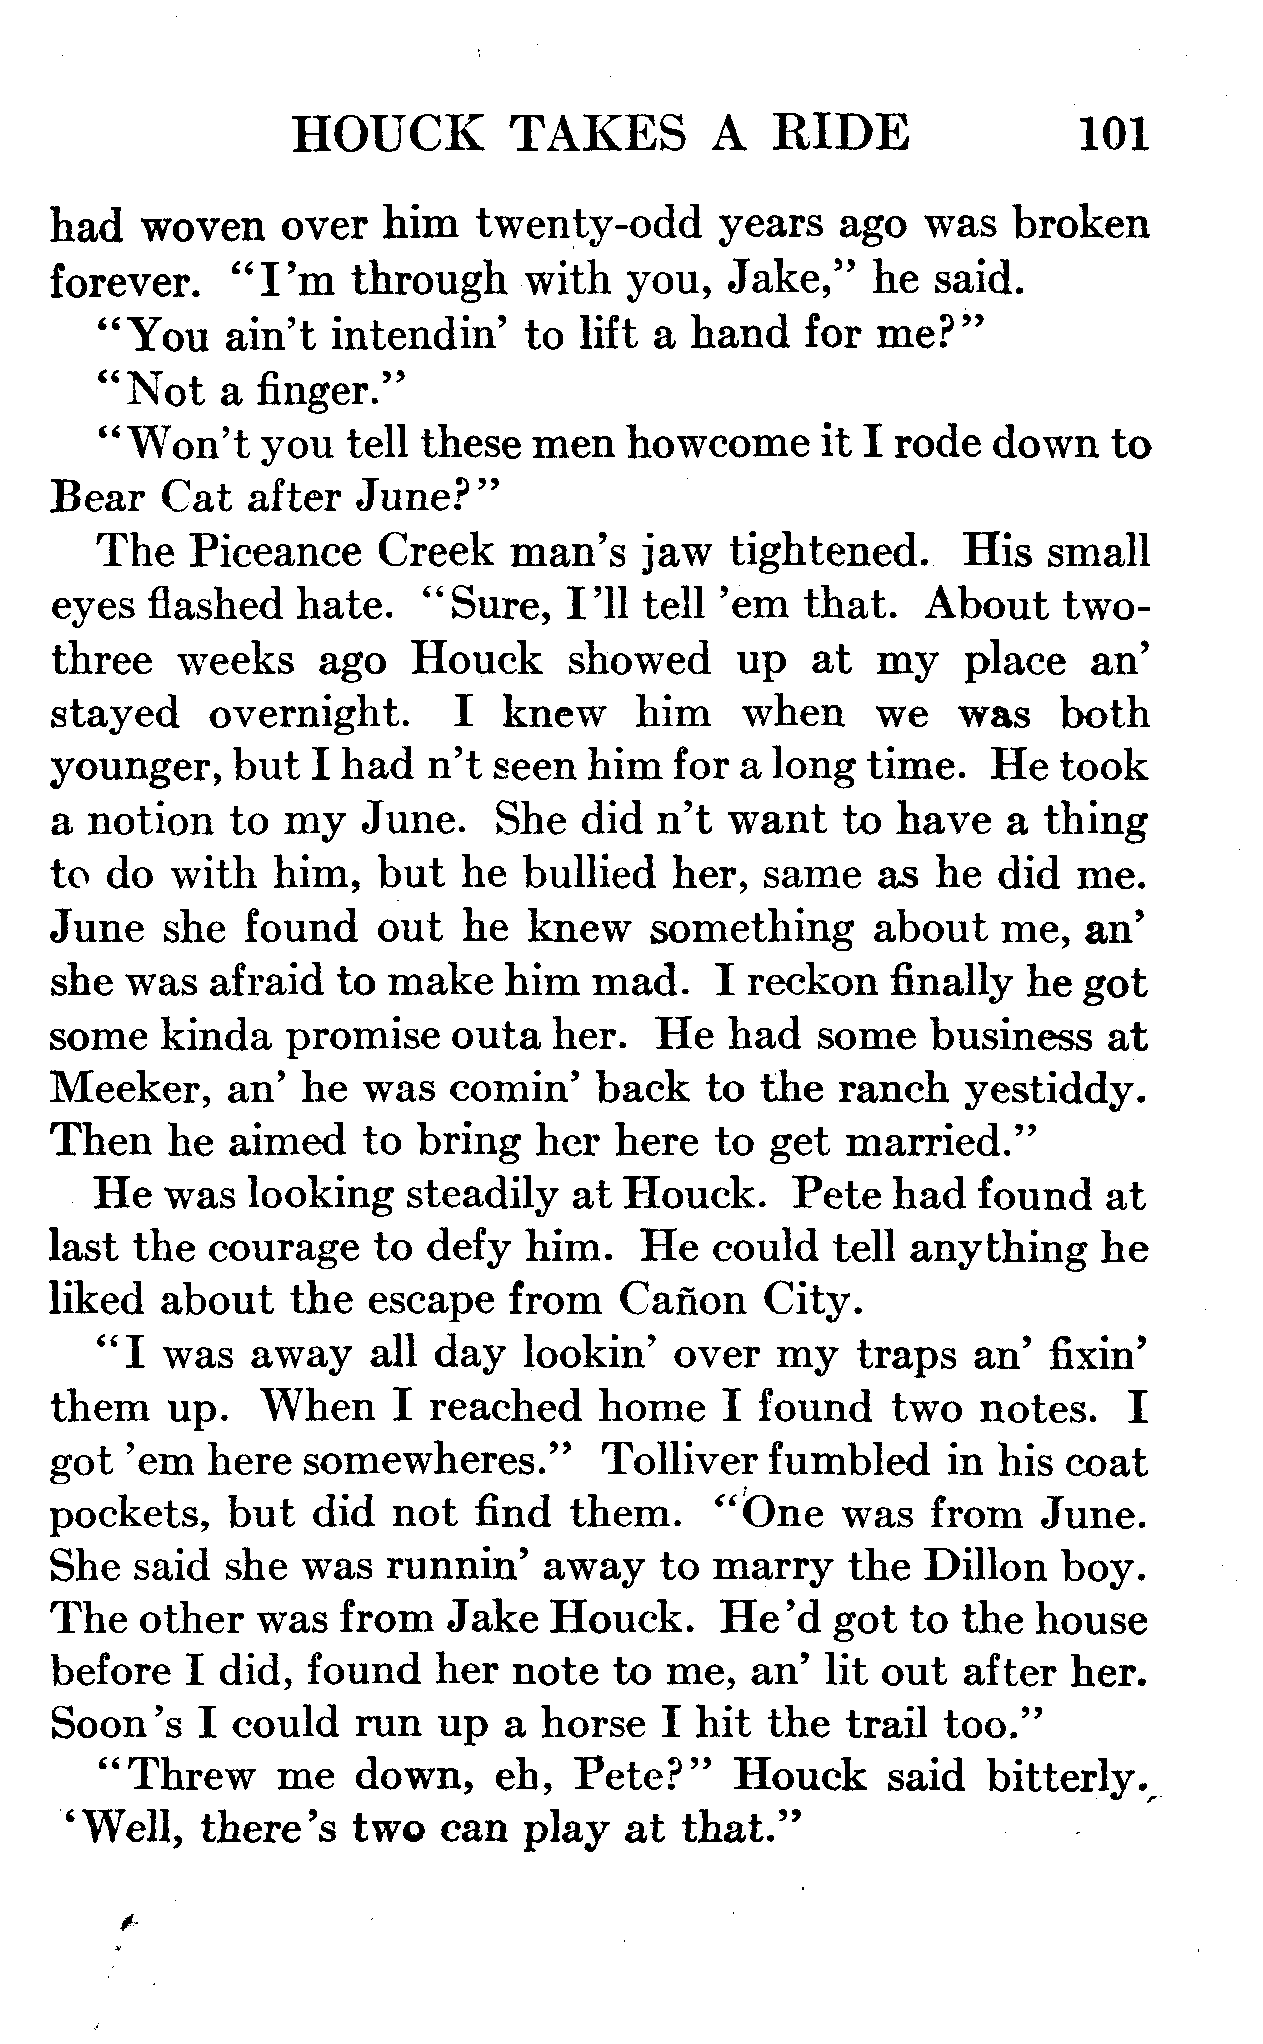 HOUCK TAKES A RIDE 101
had woven over him twenty-odd years ago was broken
forever. "I'm through with you, Jake," he said.
"You ain't intendin' to lift a hand for me?"
"Not a finger."
"Won't you tell these men howcome it I rode down to
Bear Cat after June?"
The Piceance Creek man's jaw tightened. His small
eyes flashed hate. "Sure, I'll tell 'em that. About two-
three weeks ago Houck showed up at my place an'
stayed overnight. I knew him when we was both
younger, but I had n't seen him for a long time. He took
a notion to my June. She did n't want to have a thing
to do with him, but he bullied her, same as he did me.
June she found out he knew something about me, an'
she was afraid to make him mad. I reckon finally he got
some kinda promise outa her. He had some business at
Meeker, an' he was comin' back to the ranch yestiddy.
Then he aimed to bring her here to get married."
He was looking steadily at Houck. Pete had found at
last the courage to defy him. He could tell anything he
liked about the escape from Cañon City.
"I was away all day lookin' over my traps an' fixin'
them up. When I reached home I found two notes. I
got 'em here somewheres." Tolliver fumbled in his coat
pockets, but did not find them. "One was from June.
She said she was runnin' away to marry the Dillon boy.
The other was from Jake Houck. He'd got to the house
before I did, found her note to me, an' lit out after her.
Soon's I could run up a horse I hit the trail too."
"Threw me down, eh, Pete?" Houck said bitterly.
'Well, there's two can play at that."